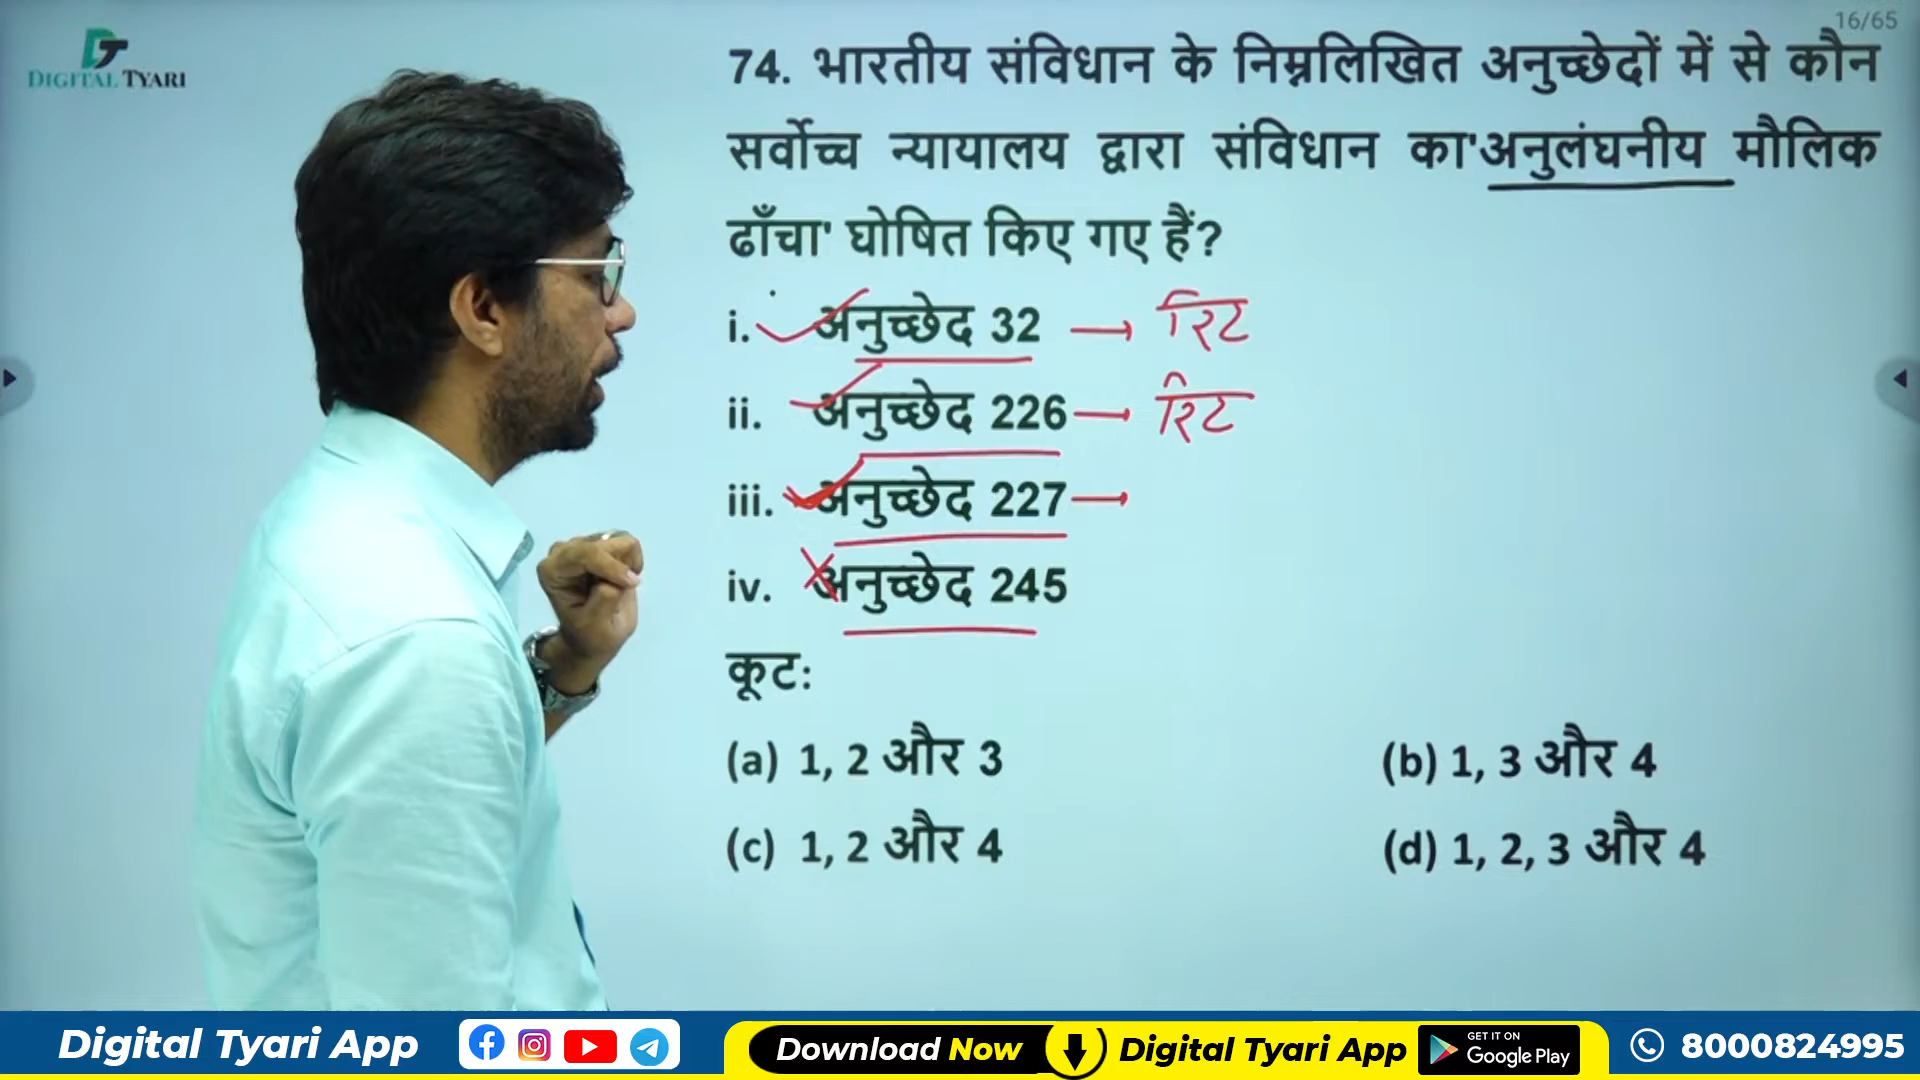 16/65
DT
DIGITAL TYARI
74. भारतीय संविधान के निम्नलिखित अनुच्छेदों में से कौन
सर्वोच्च न्यायालय द्वारा संविधान का'अनुलंघनीय मौलिक
ढाँचा' घोषित किए गए हैं?
i. अनुच्छेद 32 → रिट
ii. अनुच्छेद 226 → रिट
iii. अनुच्छेद 227 →
iv. अनुच्छेद 245
कूटः
(a) 1, 2 और 3 (b) 1, 3 और 4
(c) 1, 2 और 4 (d) 1, 2, 3 और 4
Digital Tyari App Download Now Digital Tyari App GET IT ON Google Play 8000824995